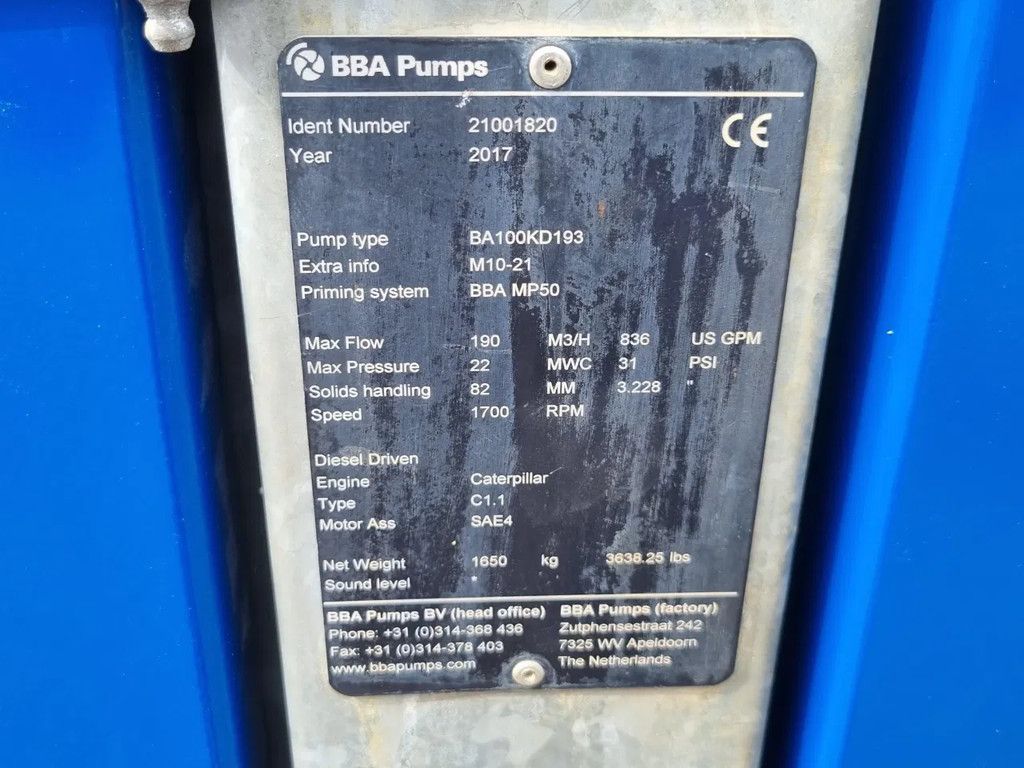 BBA Pumps
Ident Number 21001820 CE
Year 2017
Pump type BA100KD193
Extra info M10-21
Priming system BBA MP50
Max Flow 190 M3/H 836 US GPM
Max Pressure 22 MWC 31 PSI
Solids handling 82 MM 3.228 "
Speed 1700 RPM
Diesel Driven
Engine Caterpillar
Type C1.1
Motor Ass SAE4
Net Weight 1650 kg 3638.25 lbs
Sound level *
BBA Pumps BV (head office) BBA Pumps (factory)
Phone: +31 (0)314-368 436 Zutphensestraat 242
Fax: +31 (0)314-378 403 7325 WV Apeldoorn
www.bbapumps.com The Netherlands